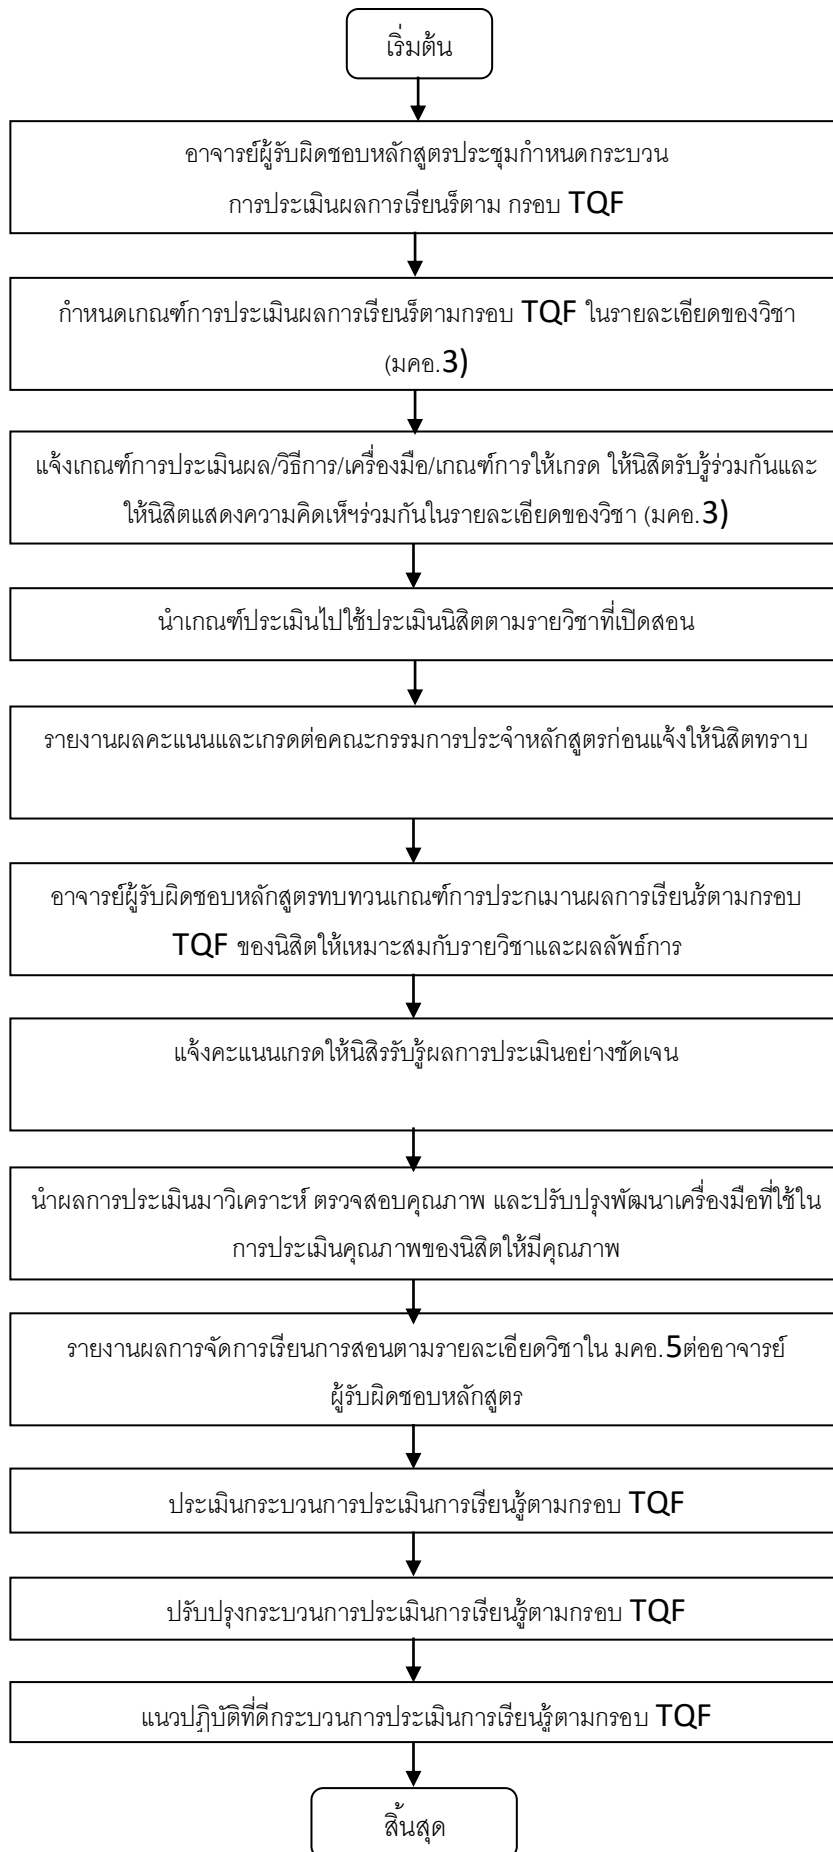 เริ่มต้น
อาจารย์ผู้รับผิดชอบหลักสูตรประชุมกำหนดกระบวน
การประเมินผลการเรียนรื้ตาม กรอบ TQF
กำหนดเกณฑ์การประเมินผลการเรียนรื้ตามกรอบ TQF ในรายละเอียดของวิชา
(มคอ.3)
แจ้งเกณฑ์การประเมินผล/วิธีการ/เครื่องมือ/เกณฑ์การให้เกรด ให้นิสิตรับรู้ร่วมกันและ
ให้นิสิตแสดงความคิดเห็ฯร่วมกันในรายละเอียดของวิชา (มคอ.3)
นำเกณฑ์ประเมินไปใช้ประเมินนิสิตตามรายวิชาที่เปิดสอน
รายงานผลคะแนนและเกรดต่อคณะกรรมการประจำหลักสูตรก่อนแจ้งให้นิสิตทราบ
อาจารย์ผู้รับผิดชอบหลักสูตรทบทวนเกณฑ์การประกเมานผลการเรียนร้ตามกรอบ
TQF ของนิสิตให้เหมาะสมกับรายวิชาและผลลัพธ์การ
แจ้งคะแนนเกรดให้นิสิรรับรู้ผลการประเมินอย่างชัดเจน
นำผลการประเมินมาวิเคราะห์ ตรวจสอบคุณภาพ และปรับปรุงพัฒนาเครื่องมือที่ใช้ใน
การประเมินคุณภาพของนิสิตให้มีคุณภาพ
รายงานผลการจัดการเรียนการสอนตามรายละเอียดวิชาใน มคอ.5ต่ออาจารย์
ผู้รับผิดชอบหลักสูตร
ประเมินกระบวนการประเมินการเรียนรู้ตามกรอบ TQF
ปรับปรุงกระบวนการประเมินการเรียนรู้ตามกรอบ TQF
แนวปฏิบัติที่ดีกระบวนการประเมินการเรียนรู้ตามกรอบ TQF
สิ้นสุด